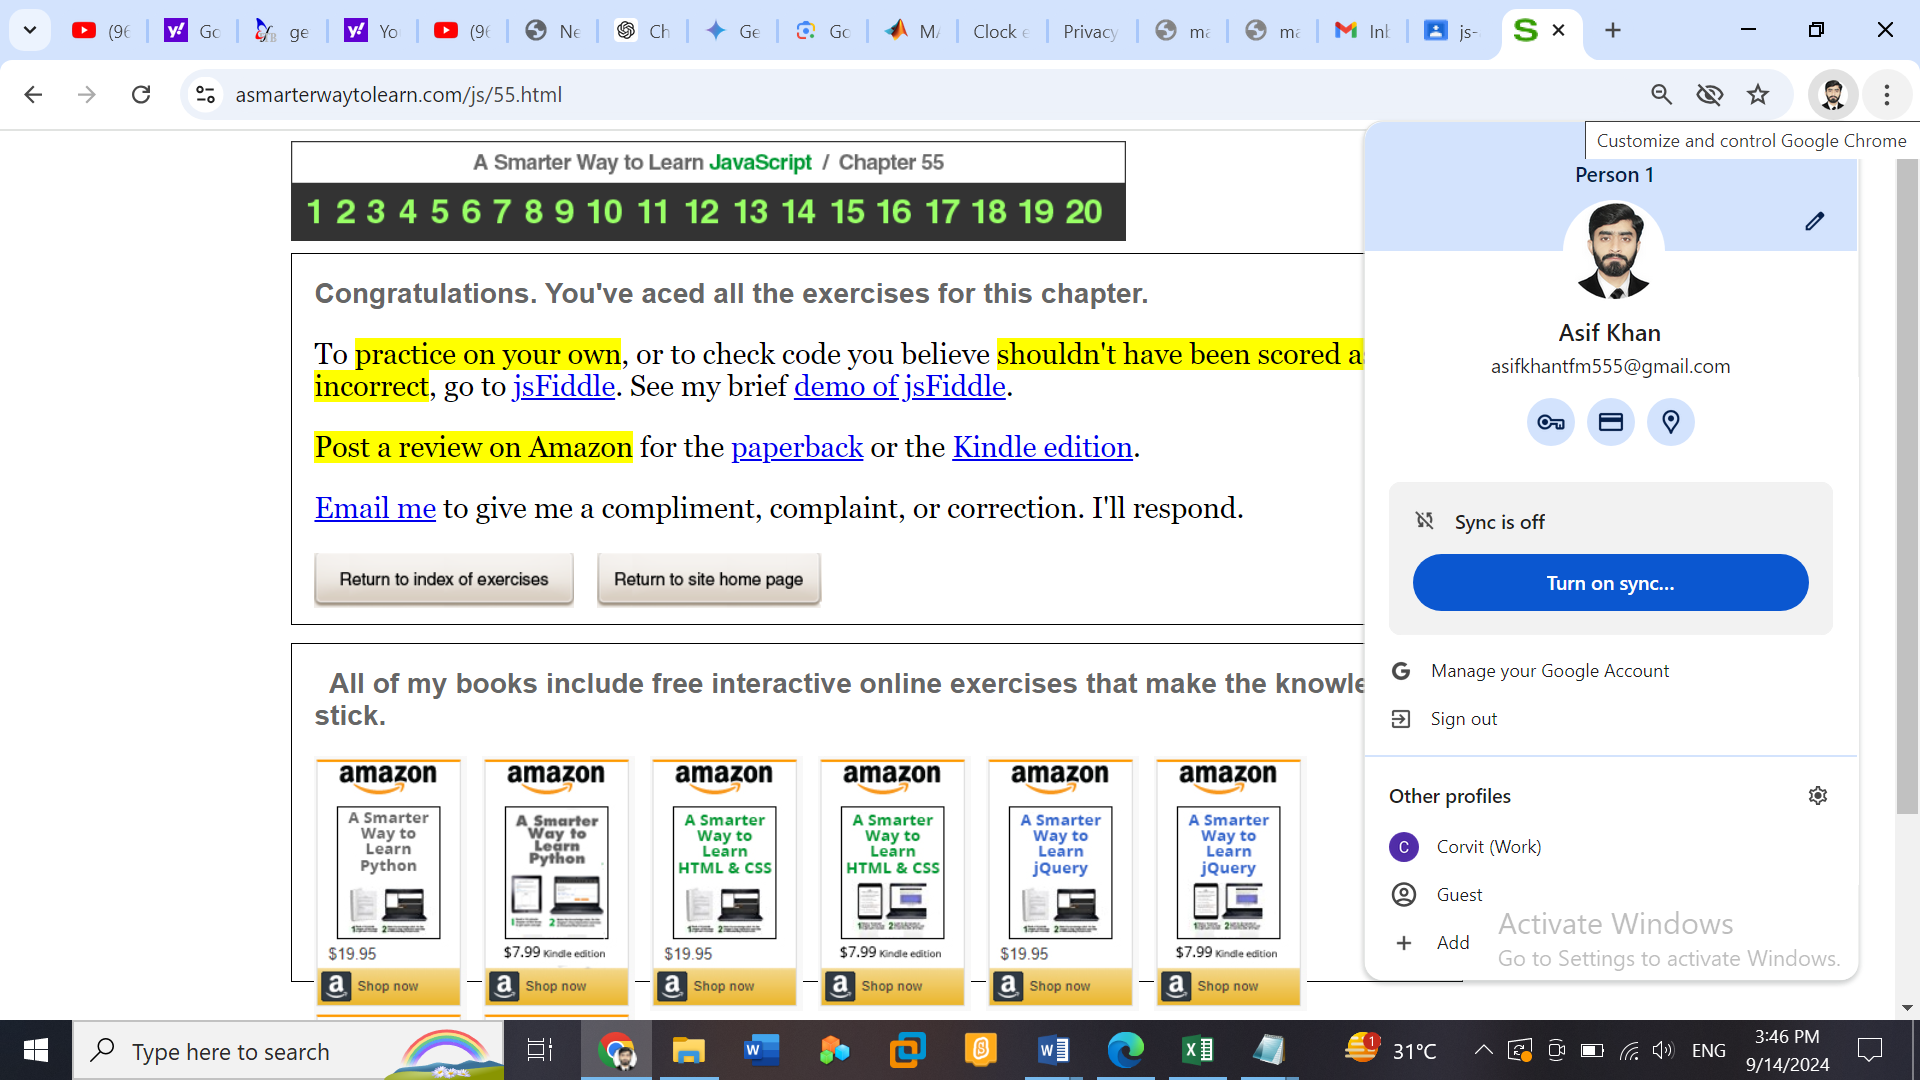 (96
Go
ge
Yo
(96
Ne
Ch
Ge
Go
MA
Clock e
Privacy
ma
ma
Inb
js-
asmarterwaytolearn.com/js/55.html
Customize and control Google Chrome
A Smarter Way to Learn JavaScript / Chapter 55
1 2 3 4 5 6 7 8 9 10 11 12 13 14 15 16 17 18 19 20
Congratulations. You've aced all the exercises for this chapter.
To practice on your own, or to check code you believe shouldn't have been scored as
incorrect, go to jsFiddle. See my brief demo of jsFiddle.
Post a review on Amazon for the paperback or the Kindle edition.
Email me to give me a compliment, complaint, or correction. I'll respond.
Return to index of exercises
Return to site home page
All of my books include free interactive online exercises that make the knowle
stick.
amazon
A Smarter
Way to
Learn
Python
$19.95
Shop now
amazon
A Smarter
Way to
Learn
Python
$7.99 Kindle edition
Shop now
amazon
A Smarter
Way to
Learn
HTML & CSS
$19.95
Shop now
amazon
A Smarter
Way to
Learn
HTML & CSS
$7.99 Kindle edition
Shop now
amazon
A Smarter
Way to
Learn
jQuery
$19.95
Shop now
amazon
A Smarter
Way to
Learn
jQuery
$7.99 Kindle edition
Shop now
Person 1
Asif Khan
asifkhantfm555@gmail.com
Sync is off
Turn on sync...
Manage your Google Account
Sign out
Other profiles
C Corvit (Work)
Guest
Add
Activate Windows
Go to Settings to activate Windows.
Type here to search
1
31°C
ENG
3:46 PM
9/14/2024